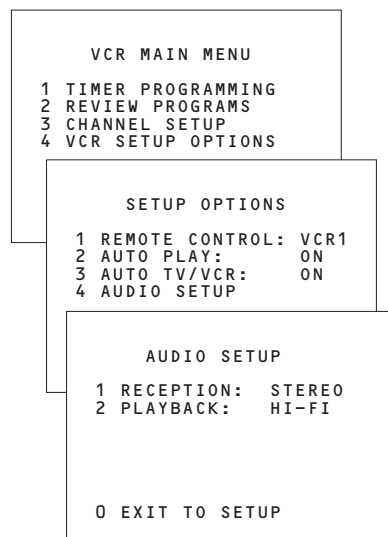 VCR MAIN MENU
1 TIMER PROGRAMMING
2 REVIEW PROGRAMS
3 CHANNEL SETUP
4 VCR SETUP OPTIONS
SETUP OPTIONS
1 REMOTE CONTROL: VCR1
2 AUTO PLAY: ON
3 AUTO TV/VCR: ON
4 AUDIO SETUP
AUDIO SETUP
1 RECEPTION: STEREO
2 PLAYBACK: HI-FI
0 EXIT TO SETUP